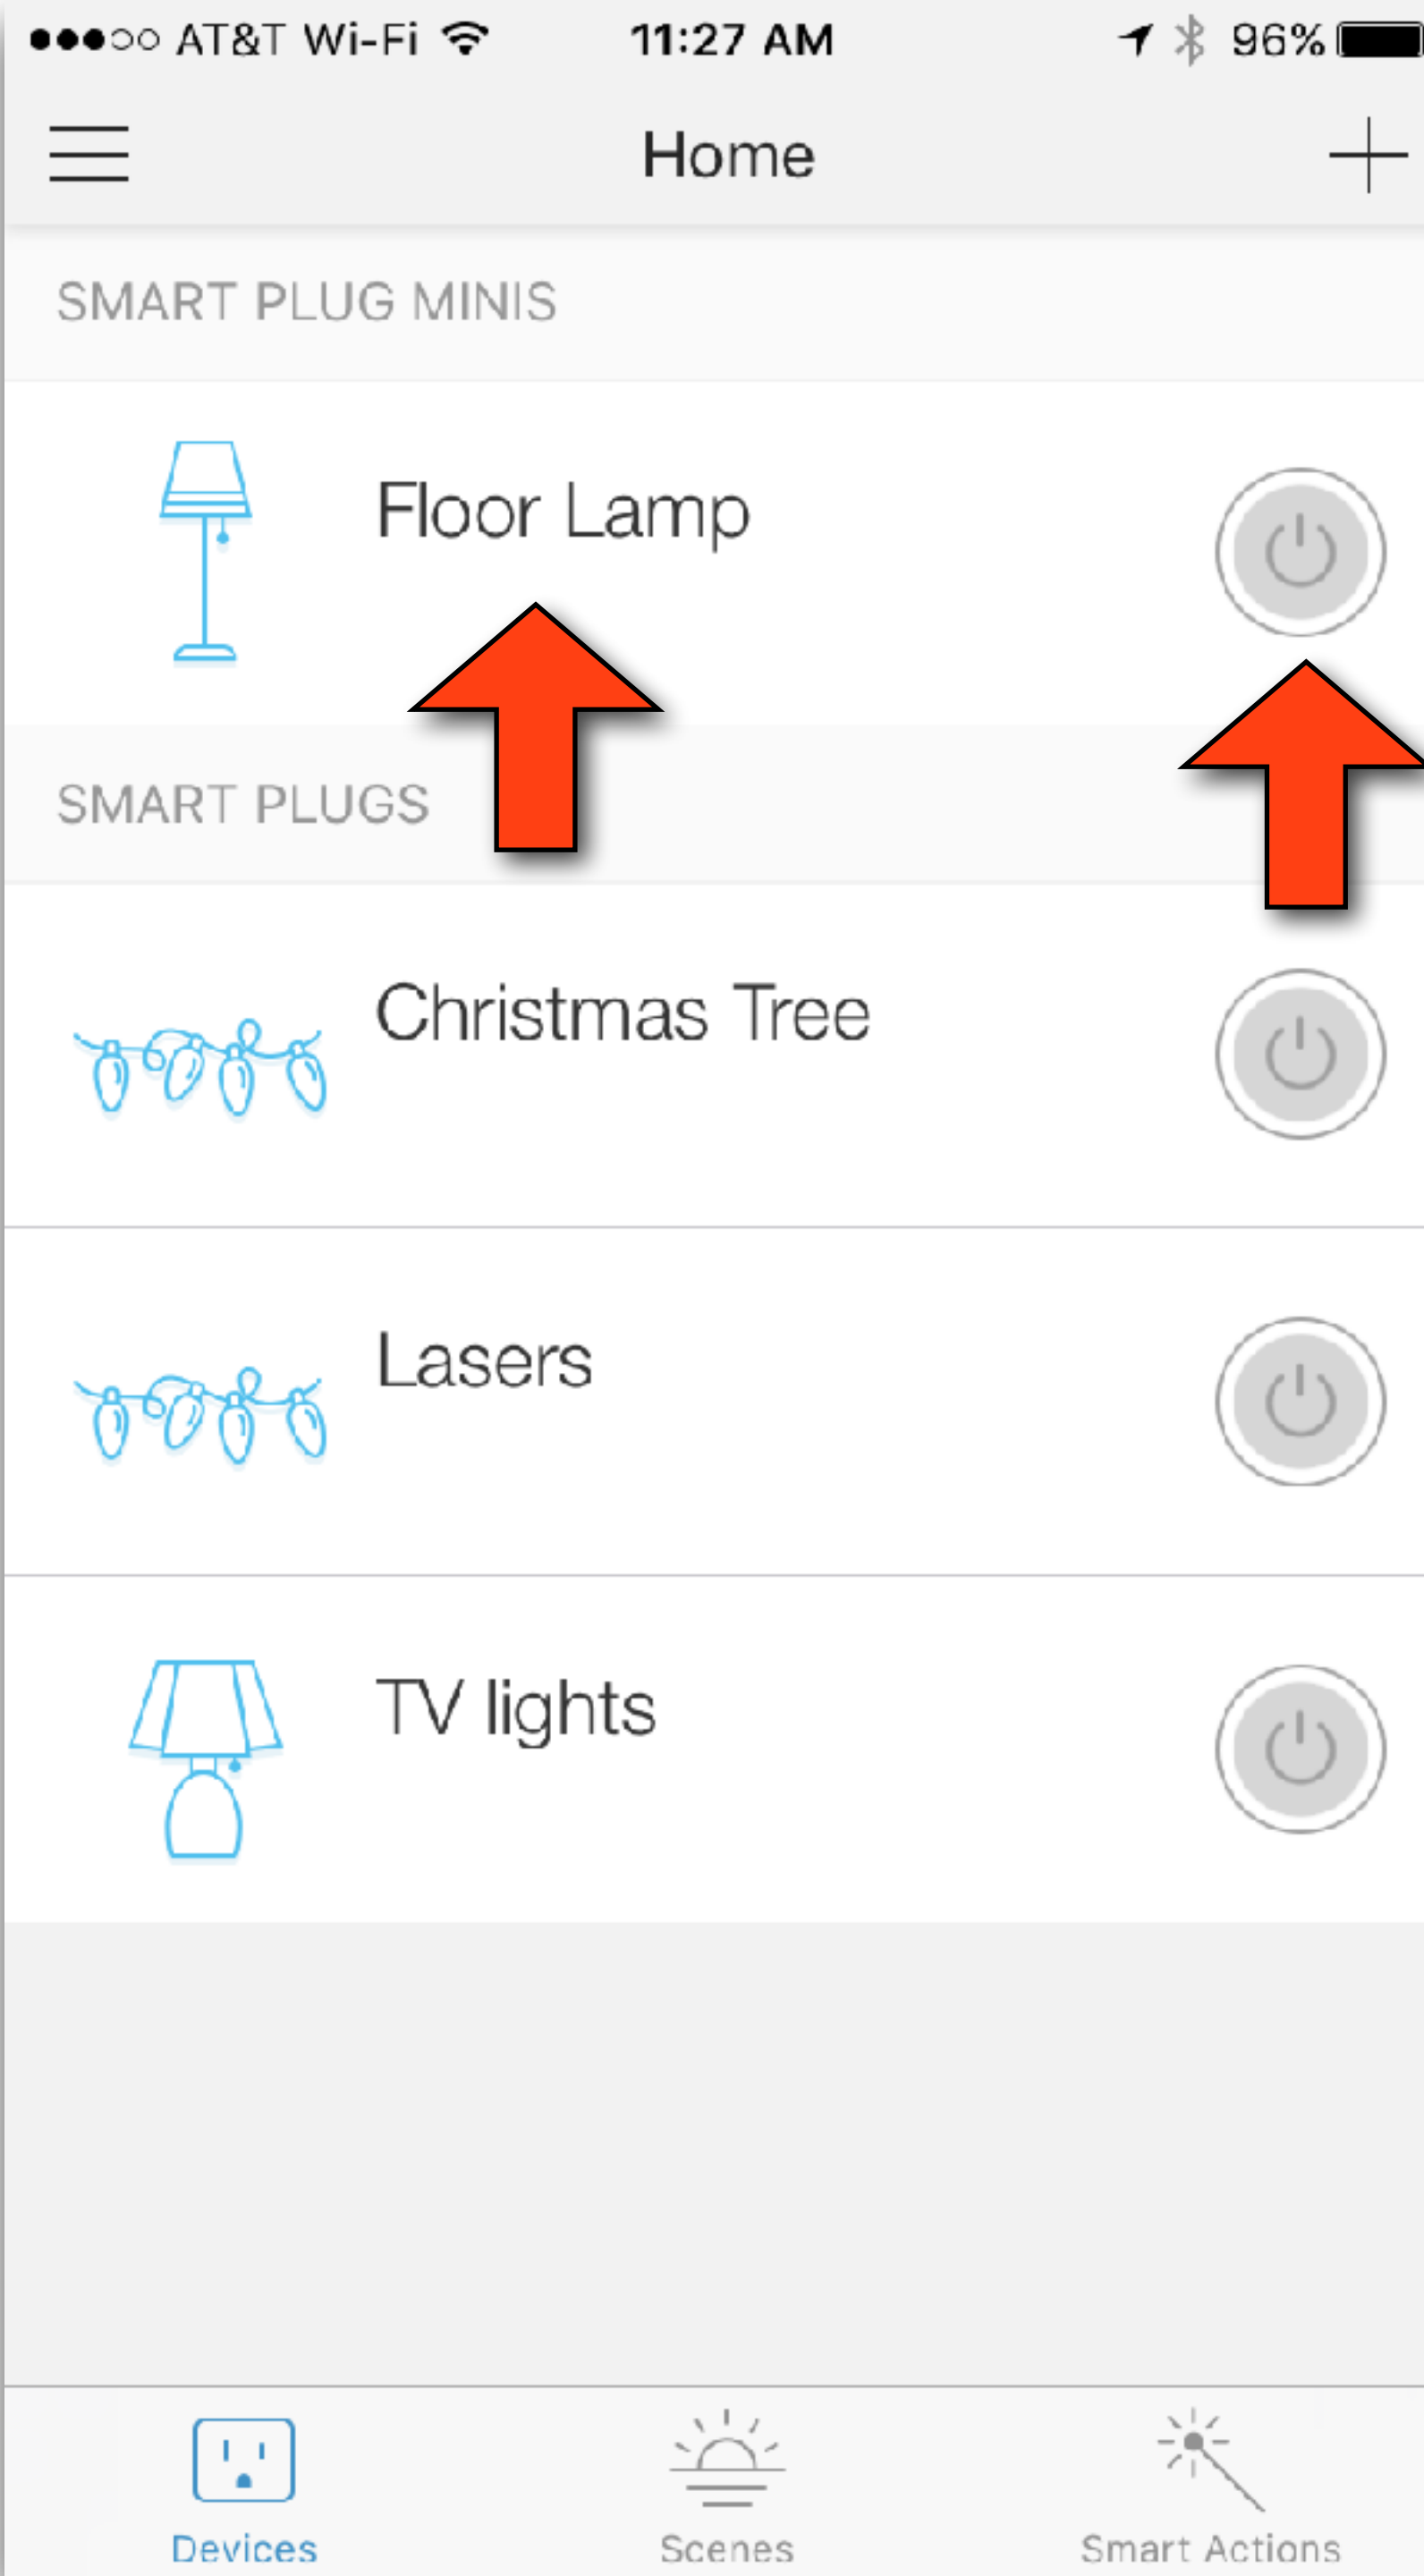 AT&T Wi-Fi 11:27 AM 96%
Home
SMART PLUG MINIS
Floor Lamp
SMART PLUGS
Christmas Tree
Lasers
TV lights
Devices Scenes Smart Actions